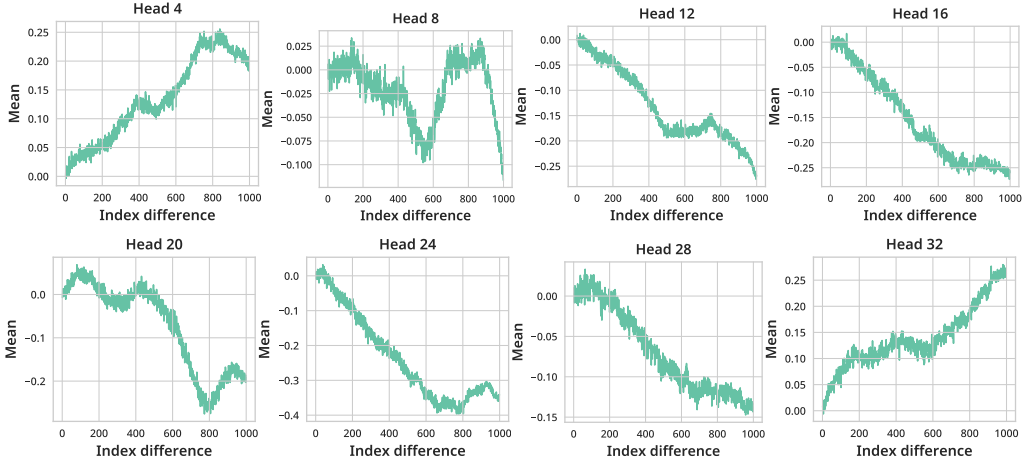 Head 4
Head 8
Head 12
Head 16
0.25
0.20
0.15
0.10
0.05
0.00
Mean
0 200 400 600 800 1000
Index difference
0.025
0.000
−0.025
−0.050
−0.075
−0.100
Mean
0 200 400 600 800 1000
Index difference
0.00
−0.05
−0.10
−0.15
−0.20
−0.25
Mean
0 200 400 600 800 1000
Index difference
0.00
−0.05
−0.10
−0.15
−0.20
−0.25
Mean
0 200 400 600 800 1000
Index difference
Head 20
Head 24
Head 28
Head 32
0.0
−0.1
−0.2
Mean
0 200 400 600 800 1000
Index difference
0.0
−0.1
−0.2
−0.3
−0.4
Mean
0 200 400 600 800 1000
Index difference
0.00
−0.05
−0.10
−0.15
Mean
0 200 400 600 800 1000
Index difference
0.25
0.20
0.15
0.10
0.05
0.00
Mean
0 200 400 600 800 1000
Index difference